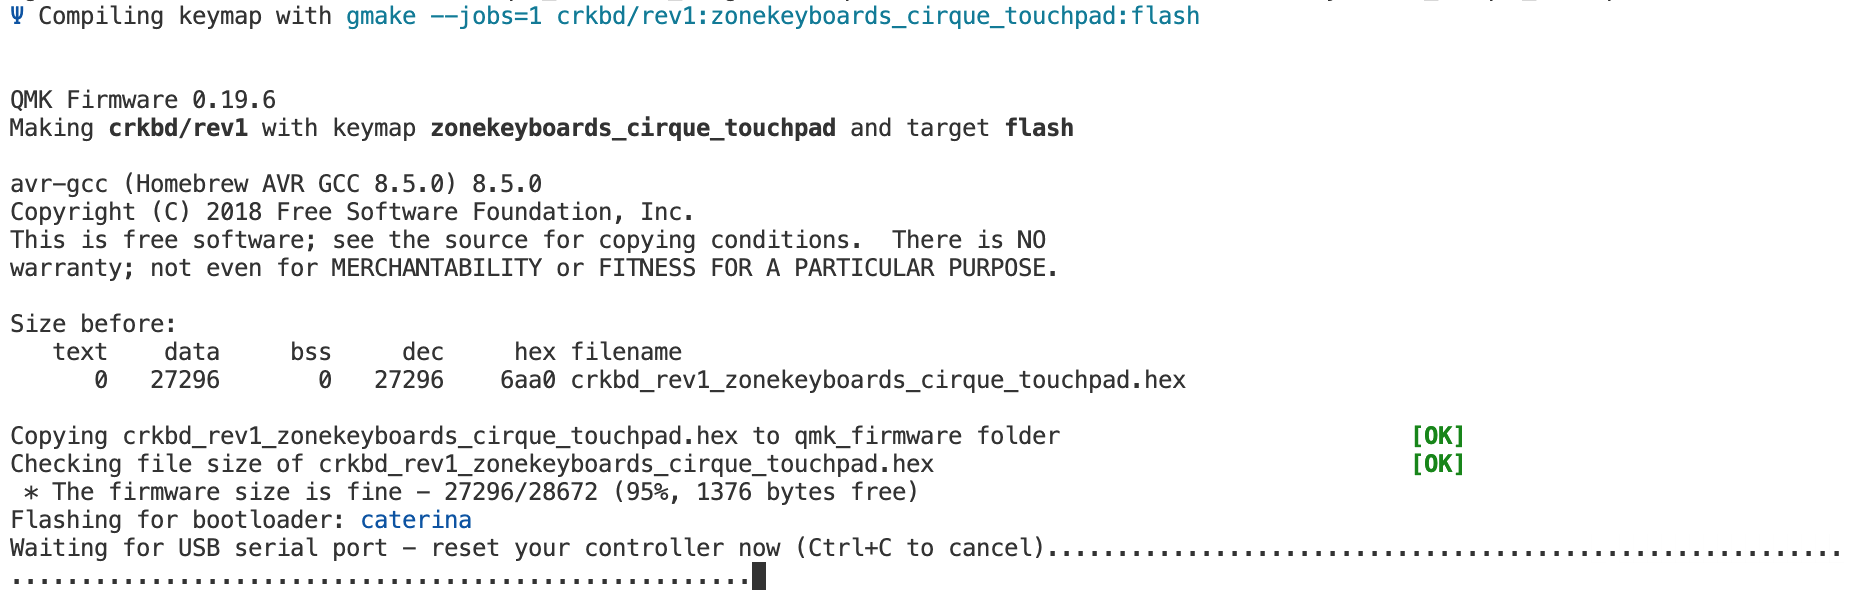 Ψ Compiling keymap with gmake --jobs=1 crkbd/rev1:zonekeyboards_cirque_touchpad:flash
QMK Firmware 0.19.6
Making crkbd/rev1 with keymap zonekeyboards_cirque_touchpad and target flash
avr-gcc (Homebrew AVR GCC 8.5.0) 8.5.0
Copyright (C) 2018 Free Software Foundation, Inc.
This is free software; see the source for copying conditions.  There is NO
warranty; not even for MERCHANTABILITY or FITNESS FOR A PARTICULAR PURPOSE.
Size before:
   text    data     bss     dec     hex filename
      0   27296       0   27296    6aa0 crkbd_rev1_zonekeyboards_cirque_touchpad.hex
Copying crkbd_rev1_zonekeyboards_cirque_touchpad.hex to qmk_firmware folder                         [OK]
Checking file size of crkbd_rev1_zonekeyboards_cirque_touchpad.hex                                  [OK]
 * The firmware size is fine - 27296/28672 (95%, 1376 bytes free)
Flashing for bootloader: caterina
Waiting for USB serial port - reset your controller now (Ctrl+C to cancel).........................................................
.....................................................